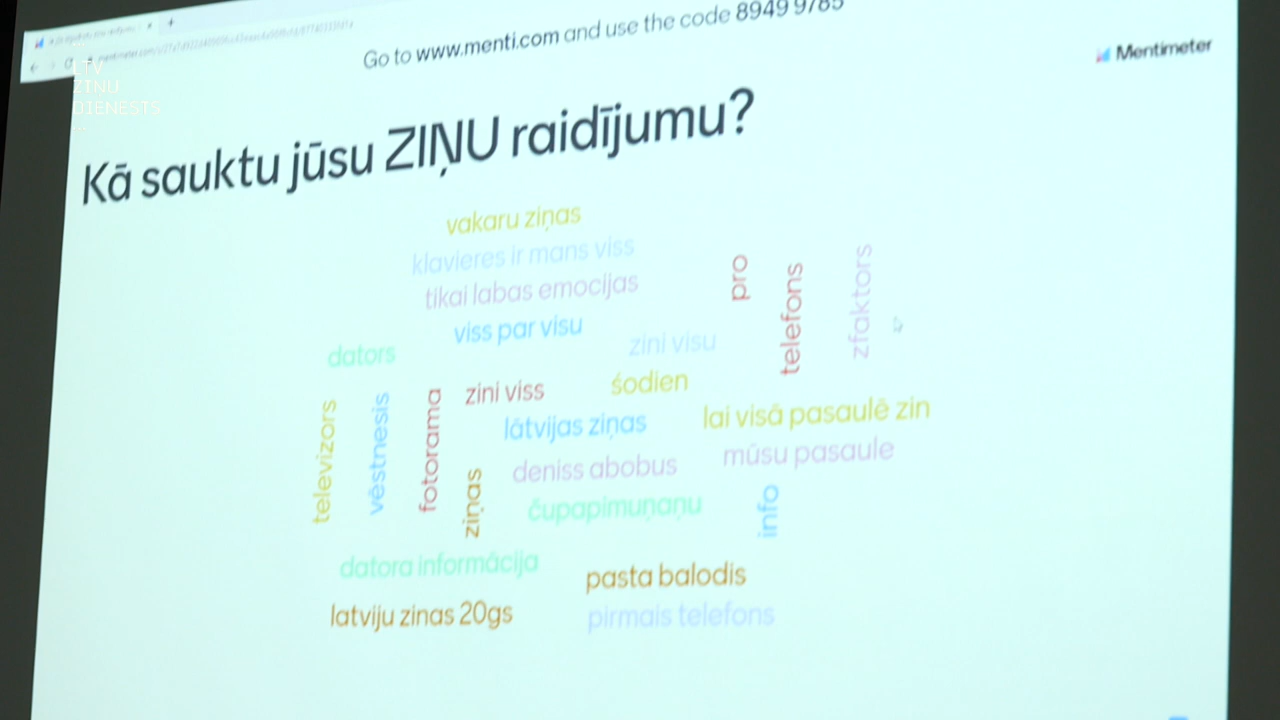 Go to www.menti.com and use the code 8949 9785
Mentimeter
LTV
ZIŅU
DIENESTS
Kā sauktu jūsu ZIŅU raidījumu?
vakaru ziņas
klavieres ir mans viss
tikai labas emocijas
viss par visu
zini visu
pro
telefons
zfaktors
dators
zini viss
śodien
televizors
vēstnesis
fotorama
ziņas
lātvijas ziņas
lai visā pasaulē zin
deniss abobus
mūsu pasaule
čupapimuņaņu
info
datora informācija
pasta balodis
latviju zinas 20gs
pirmais telefons